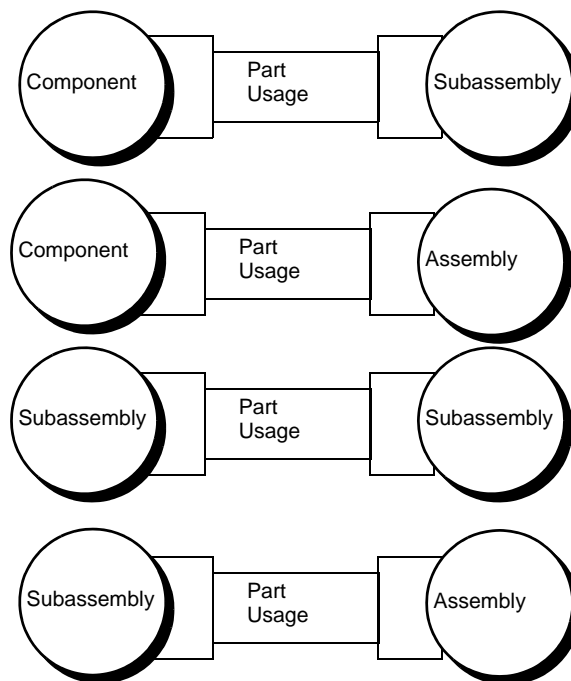 Component
Part
Usage
Subassembly
Component
Part
Usage
Assembly
Subassembly
Part
Usage
Subassembly
Subassembly
Part
Usage
Assembly